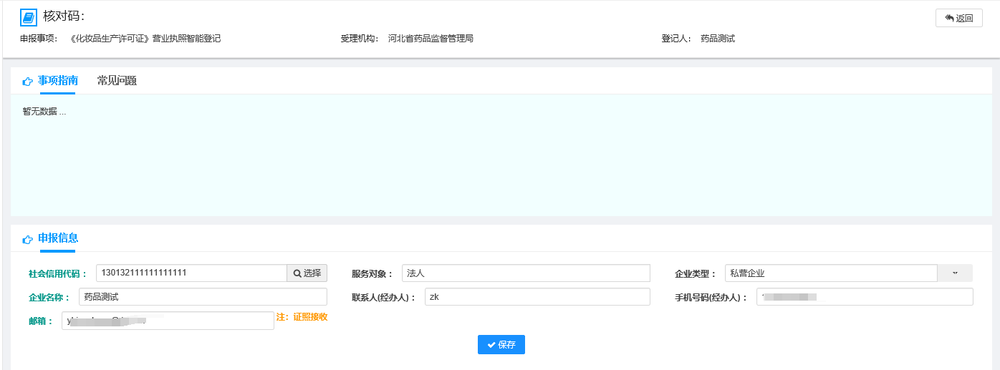 核对码：
返回
申报事项： 《化妆品生产许可证》营业执照智能登记 受理机构： 河北省药品监督管理局 登记人： 药品测试
事项指南 常见问题
暂无数据 ...
申报信息
社会信用代码： 130132111111111111 选择 服务对象： 法人 企业类型： 私营企业
企业名称： 药品测试 联系人(经办人)： zk 手机号码(经办人)：
邮箱： 注：证照接收
保存